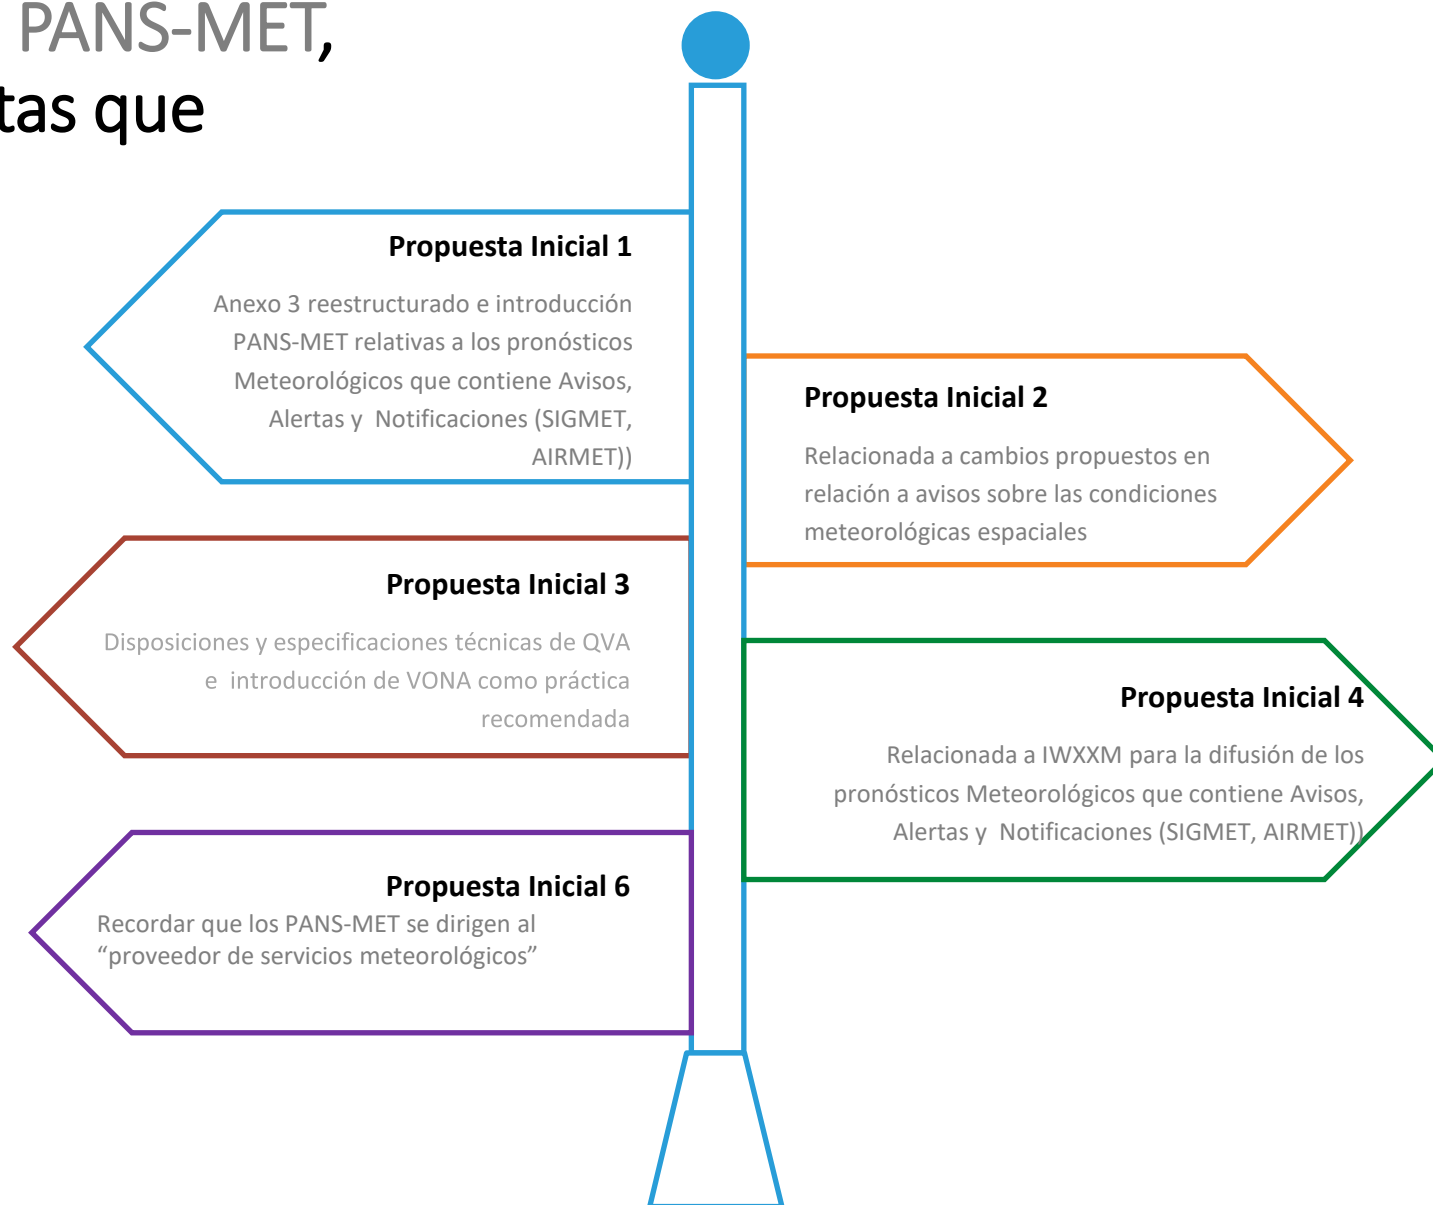 PANS-MET,
tas que
Propuesta Inicial 1
Anexo 3 reestructurado e introducción
PANS-MET relativas a los pronósticos
Meteorológicos que contiene Avisos,
Alertas y Notificaciones (SIGMET,
AIRMET))
Propuesta Inicial 2
Relacionada a cambios propuestos en
relación a avisos sobre las condiciones
meteorológicas espaciales
Propuesta Inicial 3
Disposiciones y especificaciones técnicas de QVA
e introducción de VONA como práctica
recomendada
Propuesta Inicial 4
Relacionada a IWXXM para la difusión de los
pronósticos Meteorológicos que contiene Avisos,
Alertas y Notificaciones (SIGMET, AIRMET))
Propuesta Inicial 6
Recordar que los PANS-MET se dirigen al
“proveedor de servicios meteorológicos”